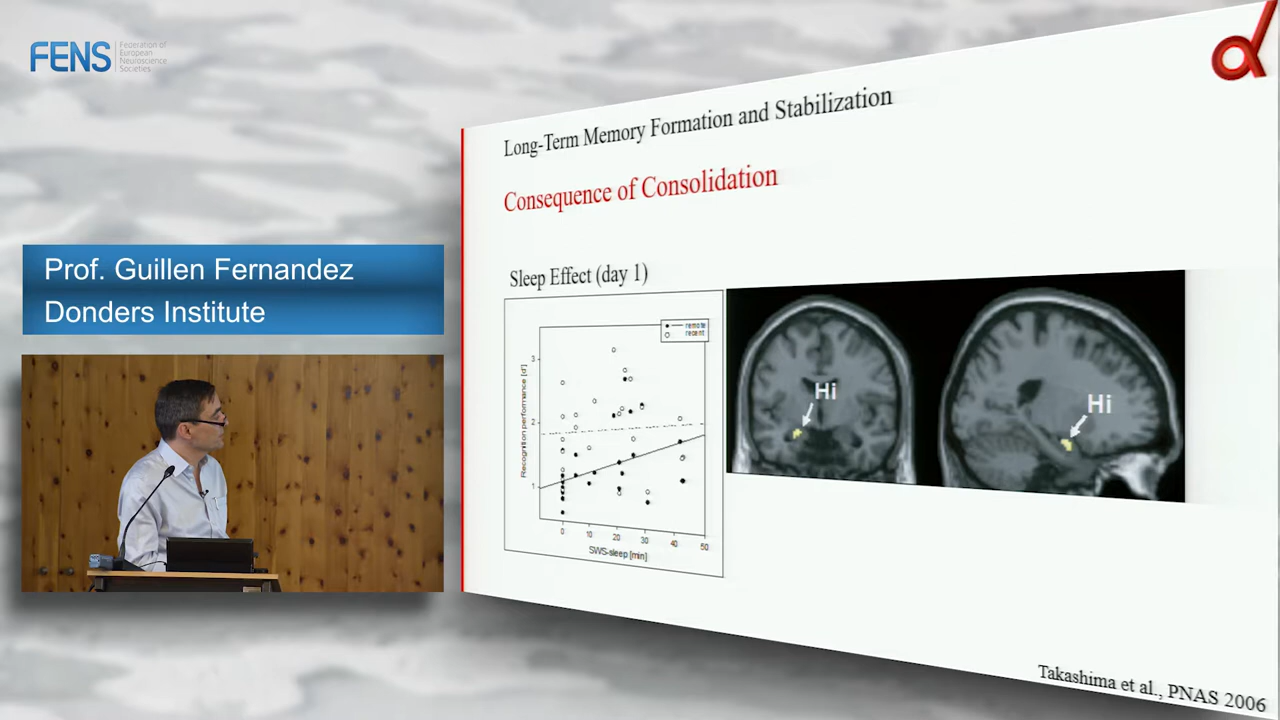 FENS
Federation of
European
Neuroscience
Societies
Prof. Guillen Fernandez
Donders Institute
Long-Term Memory Formation and Stabilization
Consequence of Consolidation
Sleep Effect (day 1)
remote
recent
Recognition performance [d']
3
2
1
0
10
20
30
40
50
SWS-sleep [min]
Hi
Hi
Takashima et al., PNAS 2006